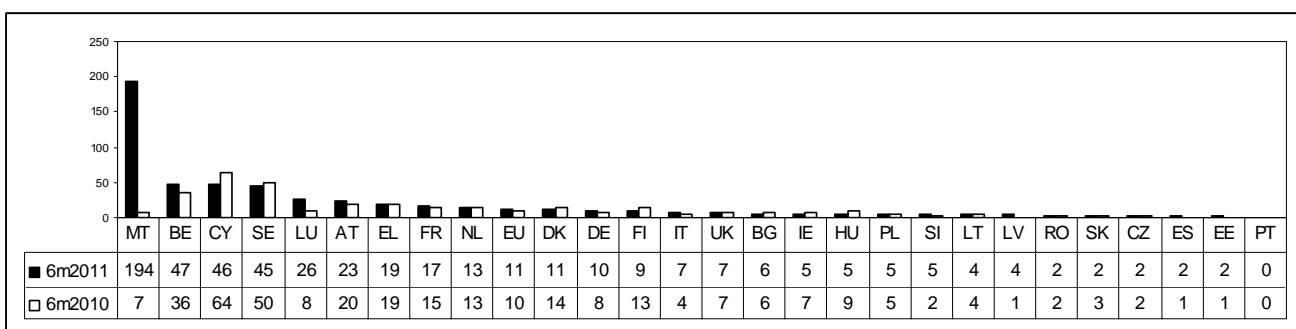 250
200
150
100
50
0
MT BE CY SE LU AT EL FR NL EU DK DE FI IT UK BG IE HU PL SI LT LV RO SK CZ ES EE PT
6m2011 194 47 46 45 26 23 19 17 13 11 11 10 9 7 7 6 5 5 5 5 4 4 2 2 2 2 2 0
6m2010 7 36 64 50 8 20 19 15 13 10 14 8 13 4 7 6 7 9 5 2 4 1 2 3 2 1 1 0